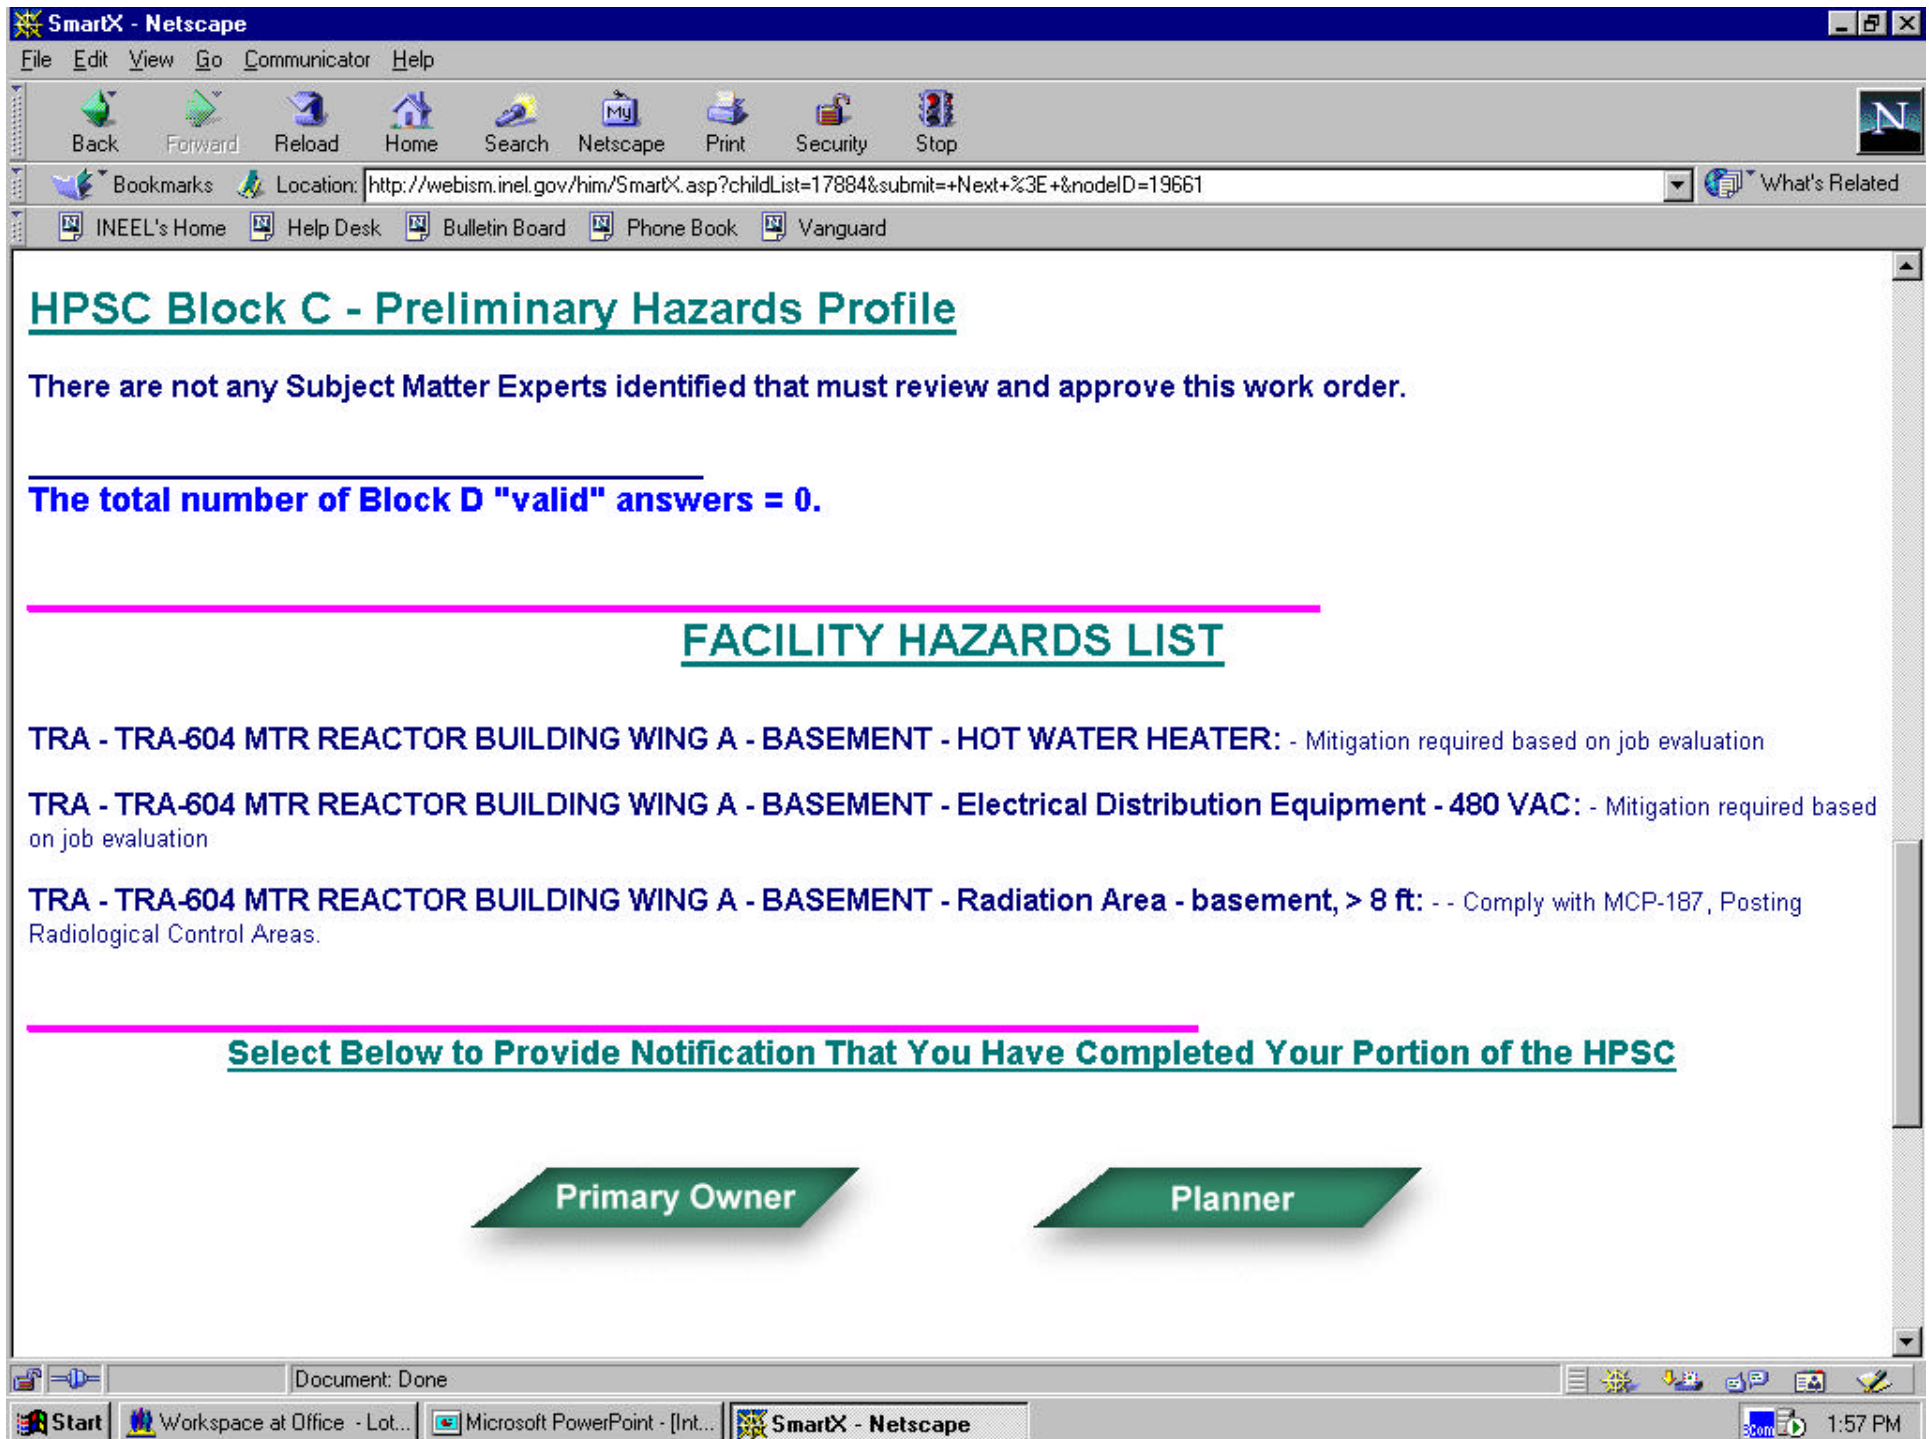 SmartX - Netscape
File Edit View Go Communicator Help
Back Forward Reload Home Search Netscape Print Security Stop
My
N
Bookmarks Location: http://webism.inel.gov/him/SmartX.asp?childList=17884&submit=+Next+%3E+&nodeID=19661 What's Related
INEEL's Home Help Desk Bulletin Board Phone Book Vanguard
HPSC Block C - Preliminary Hazards Profile
There are not any Subject Matter Experts identified that must review and approve this work order.
The total number of Block D "valid" answers = 0.
FACILITY HAZARDS LIST
TRA - TRA-604 MTR REACTOR BUILDING WING A - BASEMENT - HOT WATER HEATER: - Mitigation required based on job evaluation
TRA - TRA-604 MTR REACTOR BUILDING WING A - BASEMENT - Electrical Distribution Equipment - 480 VAC: - Mitigation required based
on job evaluation
TRA - TRA-604 MTR REACTOR BUILDING WING A - BASEMENT - Radiation Area - basement, > 8 ft: - - Comply with MCP-187, Posting
Radiological Control Areas.
Select Below to Provide Notification That You Have Completed Your Portion of the HPSC
Primary Owner Planner
Document: Done
Start Workspace at Office - Lot... Microsoft PowerPoint - [Int... SmartX - Netscape 3Com 1:57 PM